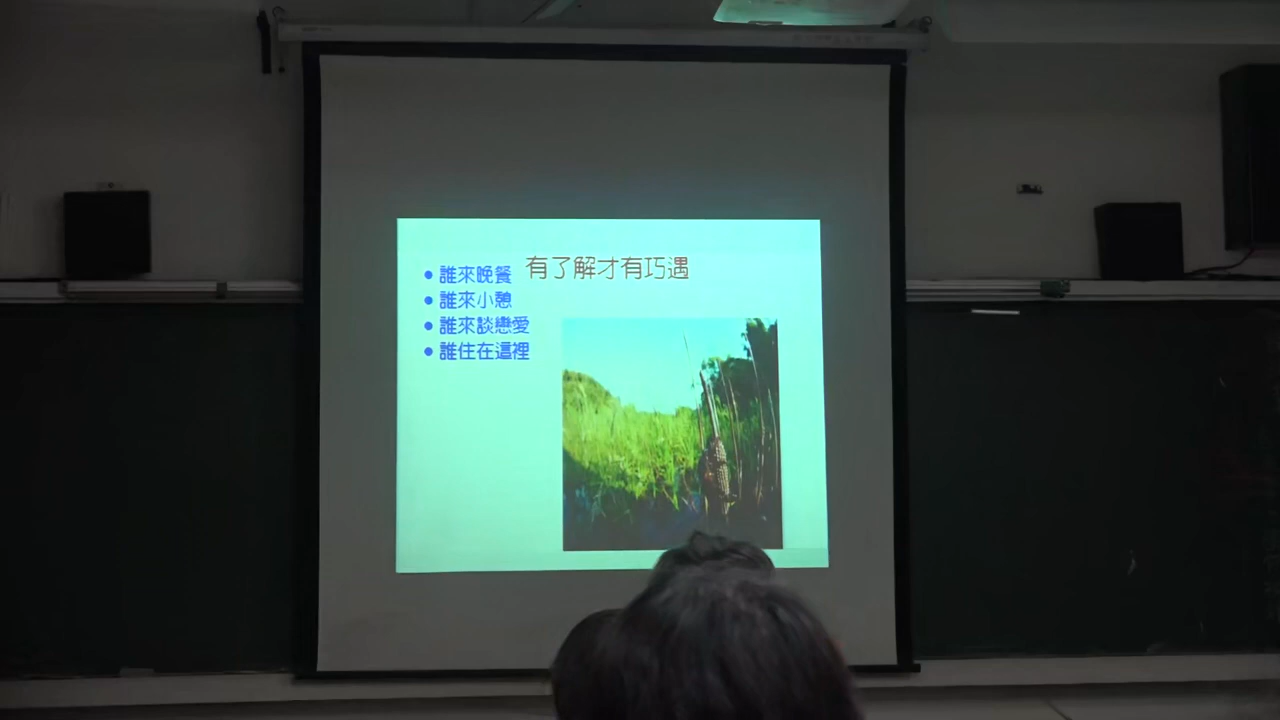 有了解才有巧遇
誰來晚餐
誰來小憩
誰來談戀愛
誰住在這裡